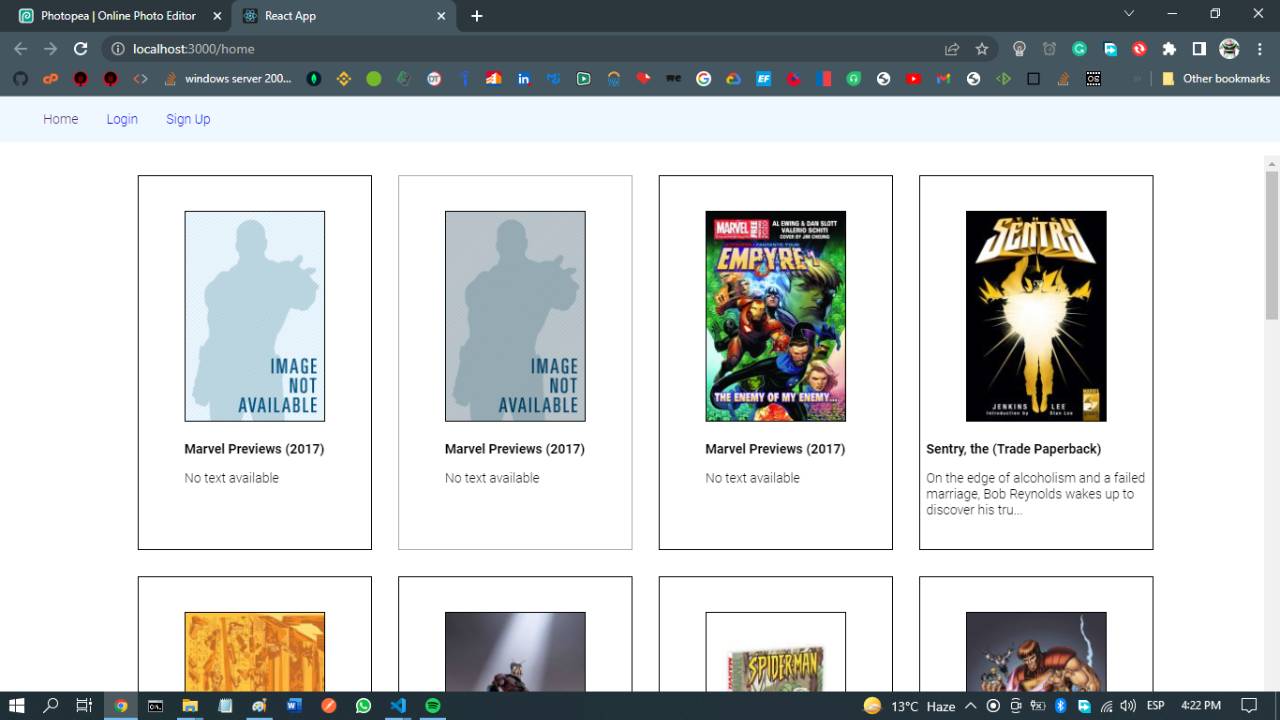 Photopea | Online Photo Editor
React App
localhost:3000/home
windows server 200...
Other bookmarks
Home
Login
Sign Up
IMAGE
NOT
AVAILABLE
Marvel Previews (2017)
No text available
IMAGE
NOT
AVAILABLE
Marvel Previews (2017)
No text available
MARVEL
AL EWING & DAN SLOTT
VALERIO SCHITI
COVER BY JIM CHEUNG
EMPYRE
THE ENEMY OF MY ENEMY...
Marvel Previews (2017)
No text available
THE
SENTRY
JENKINS LEE
Introduction by Stan Lee
Sentry, the (Trade Paperback)
On the edge of alcoholism and a failed
marriage, Bob Reynolds wakes up to
discover his tru...
SPIDER-MAN
13°C Haze
ESP
4:22 PM